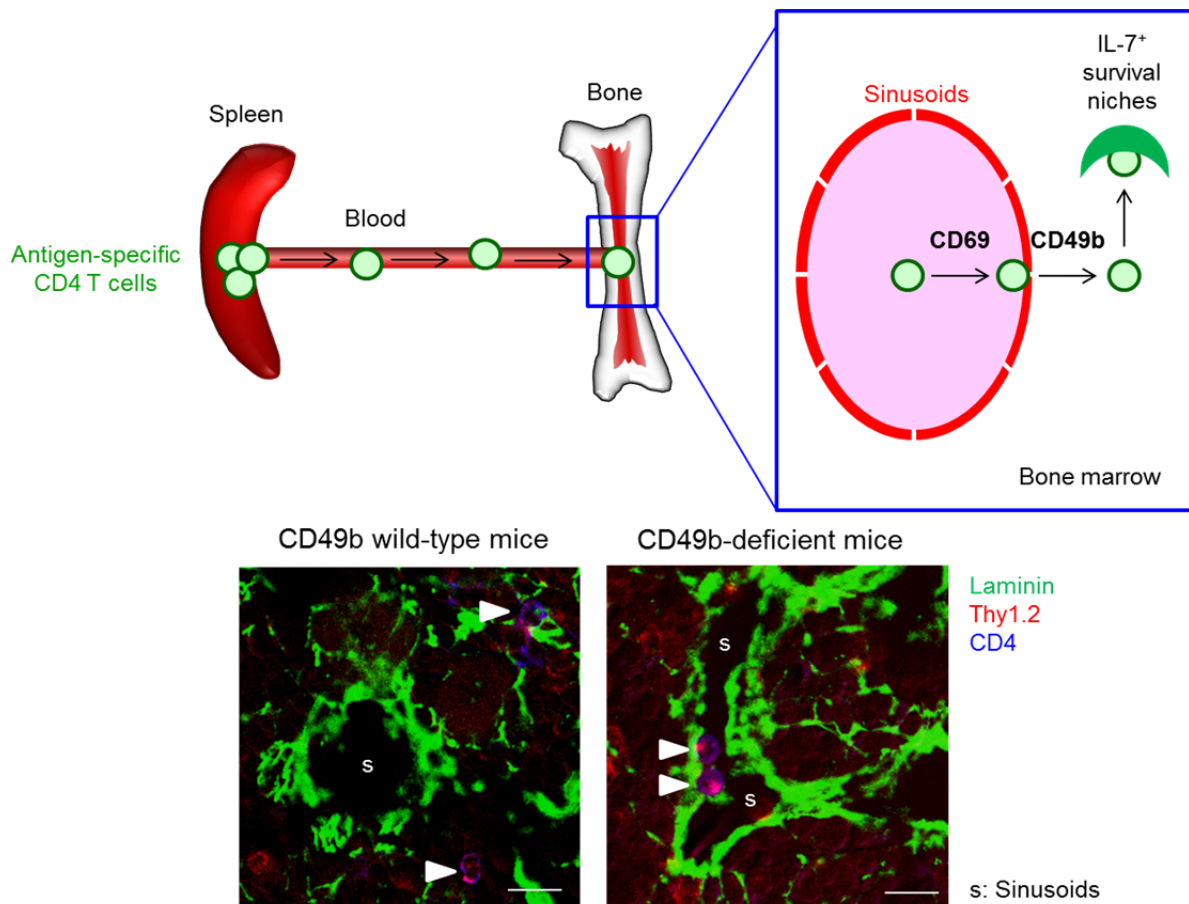 Spleen
Blood
Bone
Antigen-specific
CD4 T cells
IL-7⁺
survival
niches
Sinusoids
CD69
CD49b
Bone marrow
CD49b wild-type mice
CD49b-deficient mice
s
s
s
Laminin
Thy1.2
CD4
s: Sinusoids